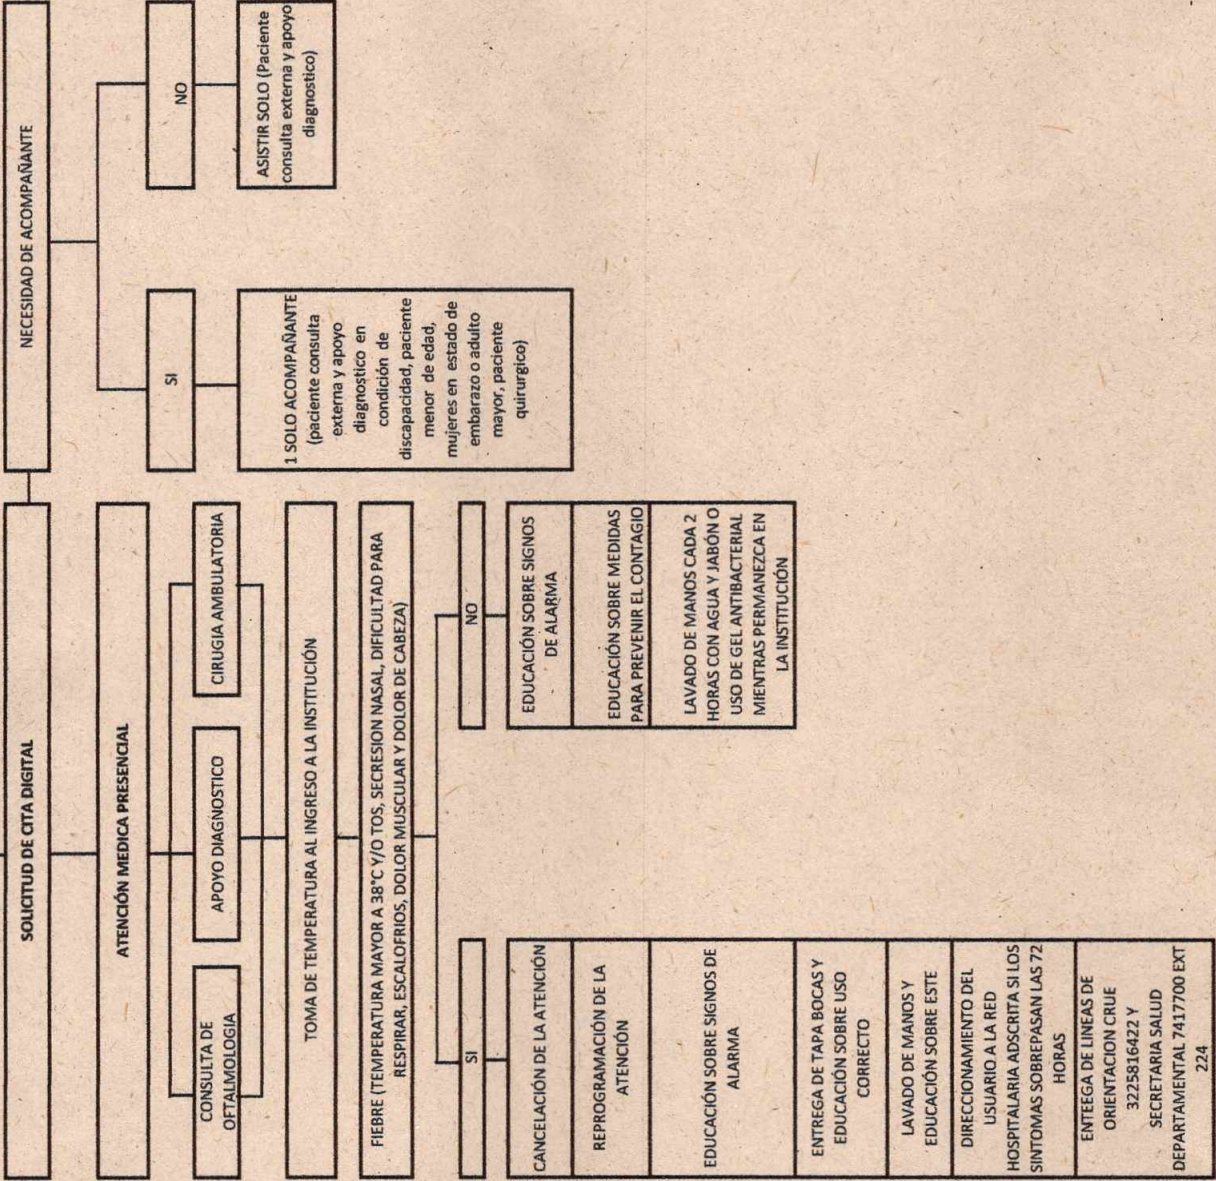 SOLICITUD DE CITA DIGITAL
NECESIDAD DE ACOMPAÑANTE
ATENCIÓN MEDICA PRESENCIAL
CONSULTA DE
OFTALMOLOGIA
APOYO DIAGNOSTICO
CIRUGIA AMBULATORIA
TOMA DE TEMPERATURA AL INGRESO A LA INSTITUCIÓN
FIEBRE (TEMPERATURA MAYOR A 38°C Y/O TOS, SECRESION NASAL, DIFICULTAD PARA
RESPIRAR, ESCALOFRIOS, DOLOR MUSCULAR Y DOLOR DE CABEZA)
SI
CANCELACIÓN DE LA ATENCIÓN
REPROGRAMACIÓN DE LA
ATENCIÓN
EDUCACIÓN SOBRE SIGNOS DE
ALARMA
ENTREGA DE TAPA BOCAS Y
EDUCACIÓN SOBRE USO
CORRECTO
LAVADO DE MANOS Y
EDUCACIÓN SOBRE ESTE
DIRECCIONAMIENTO DEL
USUARIO A LA RED
HOSPITALARIA ADSCRITA SI LOS
SINTOMAS SOBREPASAN LAS 72
HORAS
ENTEEGA DE LINEAS DE
ORIENTACION CRUE
3225816422 Y
SECRETARIA SALUD
DEPARTAMENTAL 7417700 EXT
224
NO
EDUCACIÓN SOBRE SIGNOS
DE ALARMA
EDUCACIÓN SOBRE MEDIDAS
PARA PREVENIR EL CONTAGIO
LAVADO DE MANOS CADA 2
HORAS CON AGUA Y JABÓN O
USO DE GEL ANTIBACTERIAL
MIENTRAS PERMANEZCA EN
LA INSTITUCIÓN
SI
1 SOLO ACOMPAÑANTE
(paciente consulta
externa y apoyo
diagnostico en
condición de
discapacidad, paciente
menor de edad,
mujeres en estado de
embarazo o adulto
mayor, paciente
quirurgico)
NO
ASISTIR SOLO (Paciente
consulta externa y apoyo
diagnostico)